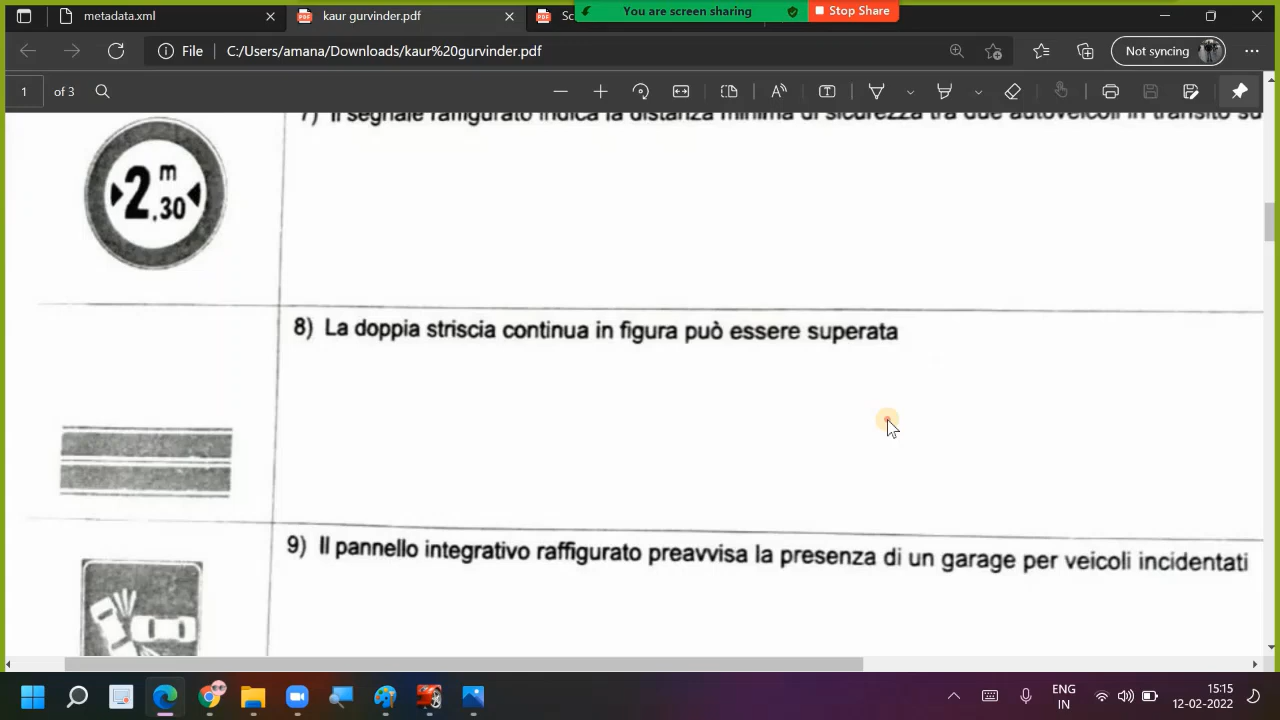 metadata.xml
kaur gurvinder.pdf
You are screen sharing
Stop Share
File
C:/Users/amana/Downloads/kaur%20gurvinder.pdf
Not syncing
1 of 3
7) Il segnale raffigurato indica la distanza minima di sicurezza tra due autoveicoli in transito su
2 m ,30
8) La doppia striscia continua in figura può essere superata
9) Il pannello integrativo raffigurato preavvisa la presenza di un garage per veicoli incidentati
ENG
IN
15:15
12-02-2022